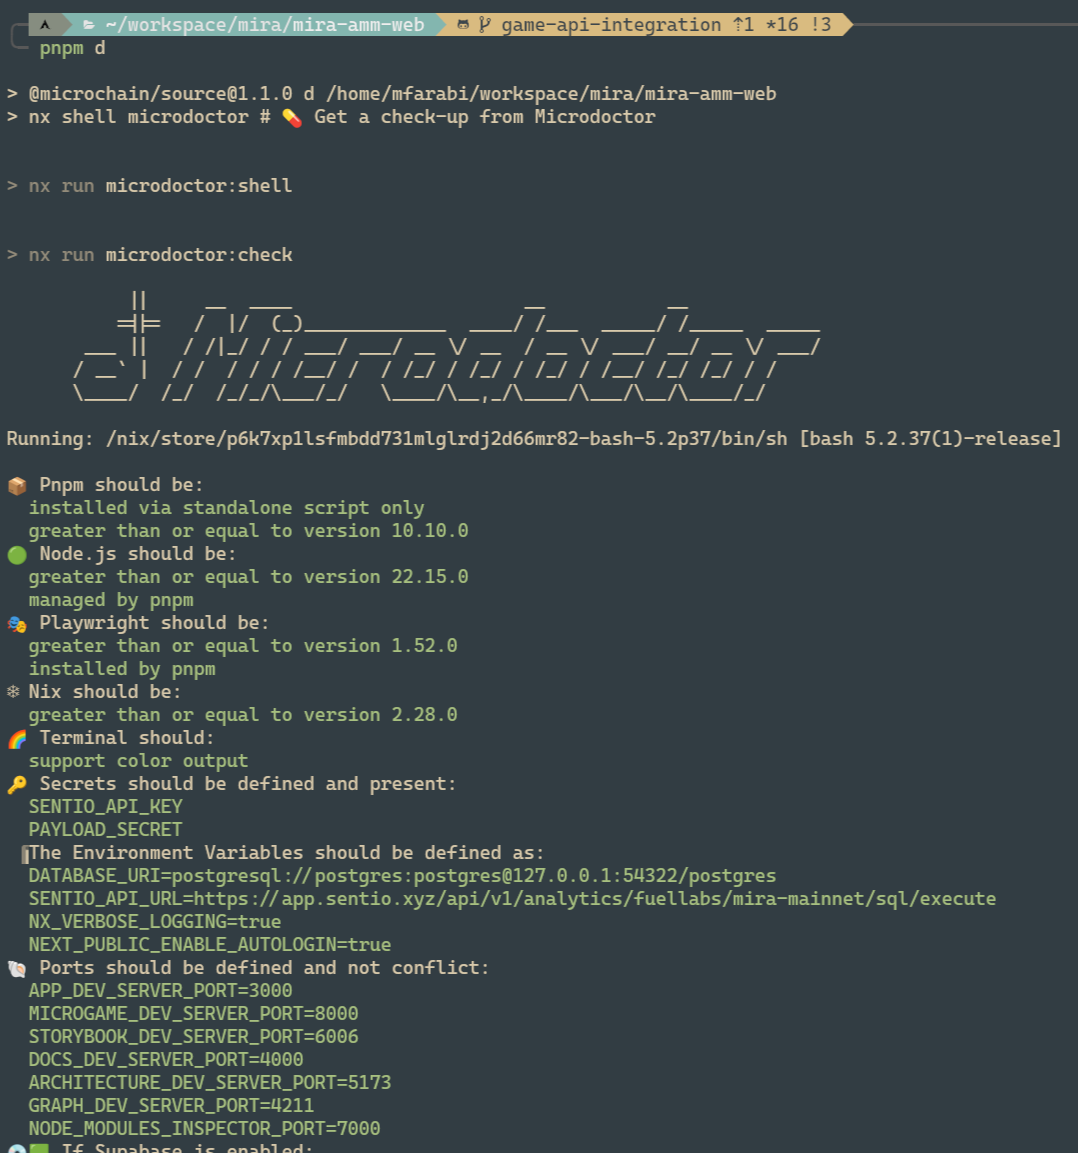 ~/workspace/mira/mira-amm-web game-api-integration ⇡1 *16 !3
pnpm d
> @microchain/source@1.1.0 d /home/mfarabi/workspace/mira/mira-amm-web
> nx shell microdoctor # 💊 Get a check-up from Microdoctor
> nx run microdoctor:shell
> nx run microdoctor:check
Microdoctor
Running: /nix/store/p6k7xp1lsfmbdd731mlglrdj2d66mr82-bash-5.2p37/bin/sh [bash 5.2.37(1)-release]
📦 Pnpm should be:
installed via standalone script only
greater than or equal to version 10.10.0
🟢 Node.js should be:
greater than or equal to version 22.15.0
managed by pnpm
🎭 Playwright should be:
greater than or equal to version 1.52.0
installed by pnpm
❄ Nix should be:
greater than or equal to version 2.28.0
🌈 Terminal should:
support color output
🔑 Secrets should be defined and present:
SENTIO_API_KEY
PAYLOAD_SECRET
The Environment Variables should be defined as:
DATABASE_URI=postgresql://postgres:postgres@127.0.0.1:54322/postgres
SENTIO_API_URL=https://app.sentio.xyz/api/v1/analytics/fuellabs/mira-mainnet/sql/execute
NX_VERBOSE_LOGGING=true
NEXT_PUBLIC_ENABLE_AUTOLOGIN=true
🐚 Ports should be defined and not conflict:
APP_DEV_SERVER_PORT=3000
MICROGAME_DEV_SERVER_PORT=8000
STORYBOOK_DEV_SERVER_PORT=6006
DOCS_DEV_SERVER_PORT=4000
ARCHITECTURE_DEV_SERVER_PORT=5173
GRAPH_DEV_SERVER_PORT=4211
NODE_MODULES_INSPECTOR_PORT=7000
If Supabase is enabled: